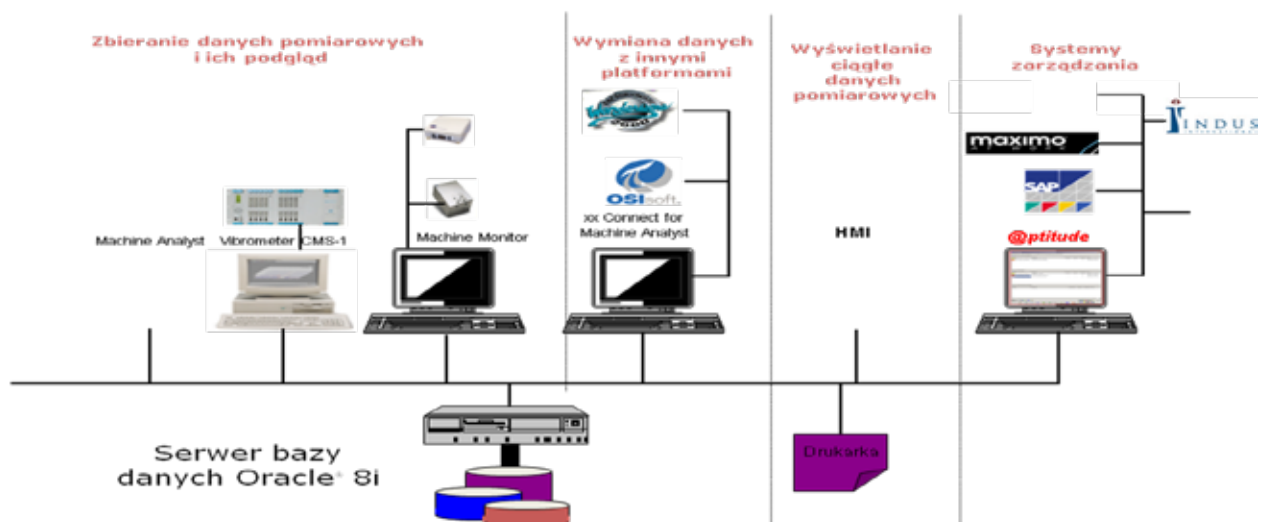 Zbieranie danych pomiarowych
i ich podgląd
Wymiana danych
z innymi
platformami
Wyświetlanie
ciągłe
danych
pomiarowych
Systemy
zarządzania
INDUS
maximo
OSIsoft.
SAP
xx Connect for
Machine Analyst
Machine Analyst
Vibrometer CMS-1
Machine Monitor
HMI
@ptitude
Serwer bazy
danych Oracle® 8i
Drukarka